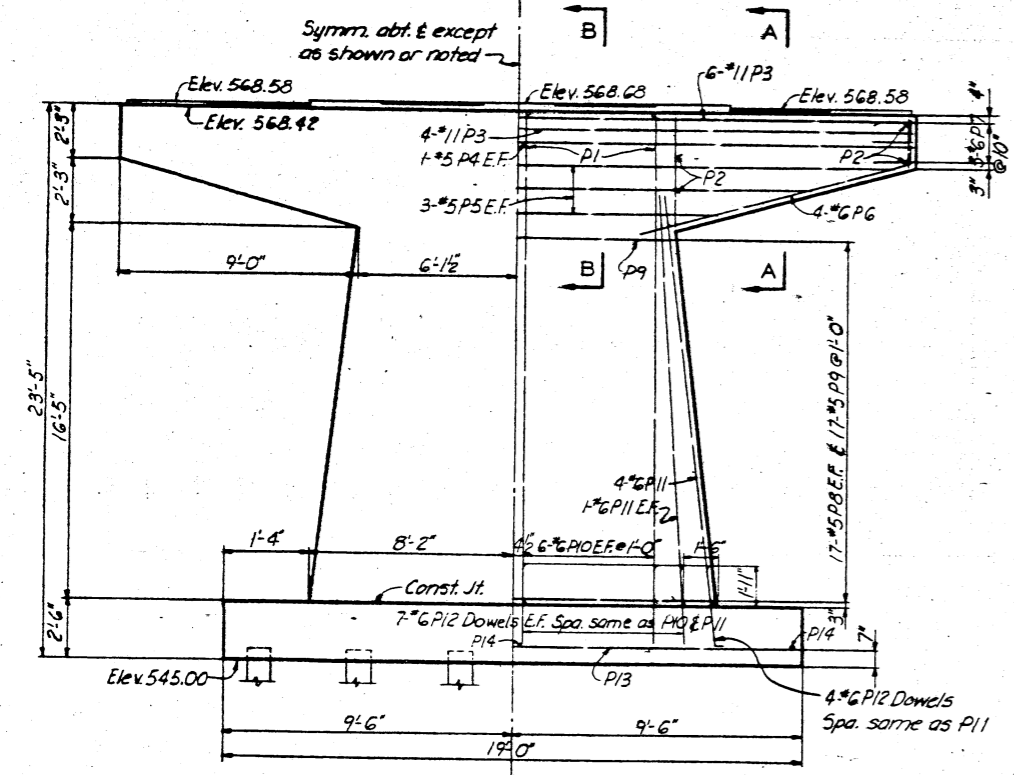 Symm. abt. ℄ except
as shown or noted
B
A
Elev. 568.58
Elev. 568.42
Elev. 568.68
6-#11P3
Elev. 568.58
4"
4-#11P3
1-#5P4 E.F.
P1
P2
P2
3-#6P7
@10"
3"
3-#5P5 E.F.
4-#6P6
2'-3"
2'-3"
9'-0"
6'-1½"
P9
B
A
23'-5"
16'-5"
17-#5P8 E.F. & 17-#5P9 @ 1'-0"
4-#6P11
1-#6P11 E.F.
1'-4"
8'-2"
4½"
6-#6P10 E.F. @ 1'-0"
1'-6"
1'-11"
Const. Jt.
2'-6"
7-#6P12 Dowels E.F. Spa. same as P10 & P11
3"
P14
P14
7"
Elev. 545.00
P13
4-#6P12 Dowels
Spa. same as P11
9'-6"
9'-6"
19'-0"